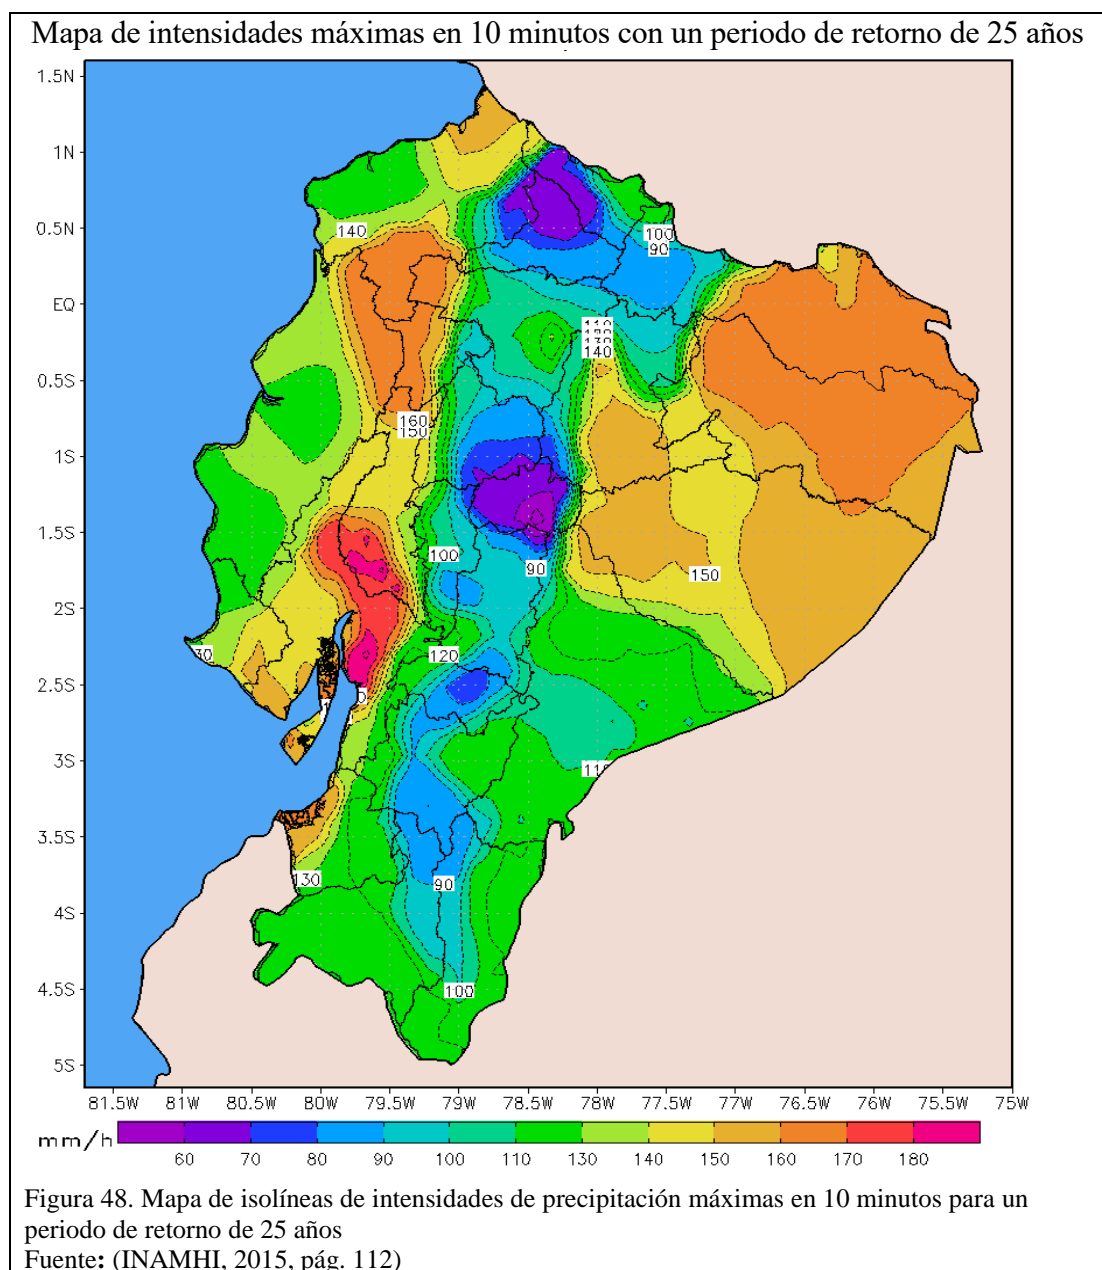 Mapa de intensidades máximas en 10 minutos con un periodo de retorno de 25 años
1.5N
1N
0.5N
EQ
0.5S
1S
1.5S
2S
2.5S
3S
3.5S
4S
4.5S
5S
140
100
90
110
130
140
160
150
100
90
150
30
120
110
130
90
100
81.5W 81W 80.5W 80W 79.5W 79W 78.5W 78W 77.5W 77W 76.5W 76W 75.5W 75W
mm/h
60 70 80 90 100 110 130 140 150 160 170 180
Figura 48. Mapa de isolíneas de intensidades de precipitación máximas en 10 minutos para un
periodo de retorno de 25 años
Fuente: (INAMHI, 2015, pág. 112)